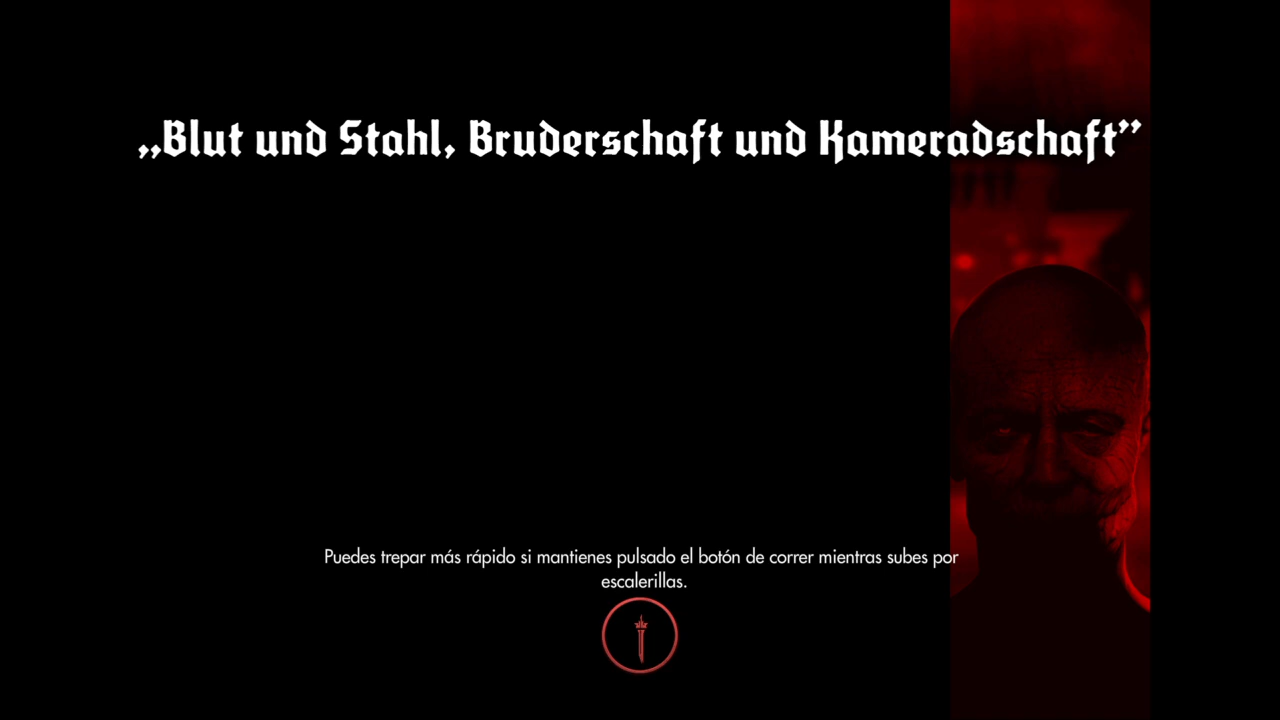 „Blut und Stahl, Bruderschaft und Kameradschaft”
Puedes trepar más rápido si mantienes pulsado el botón de correr mientras subes por
escalerillas.